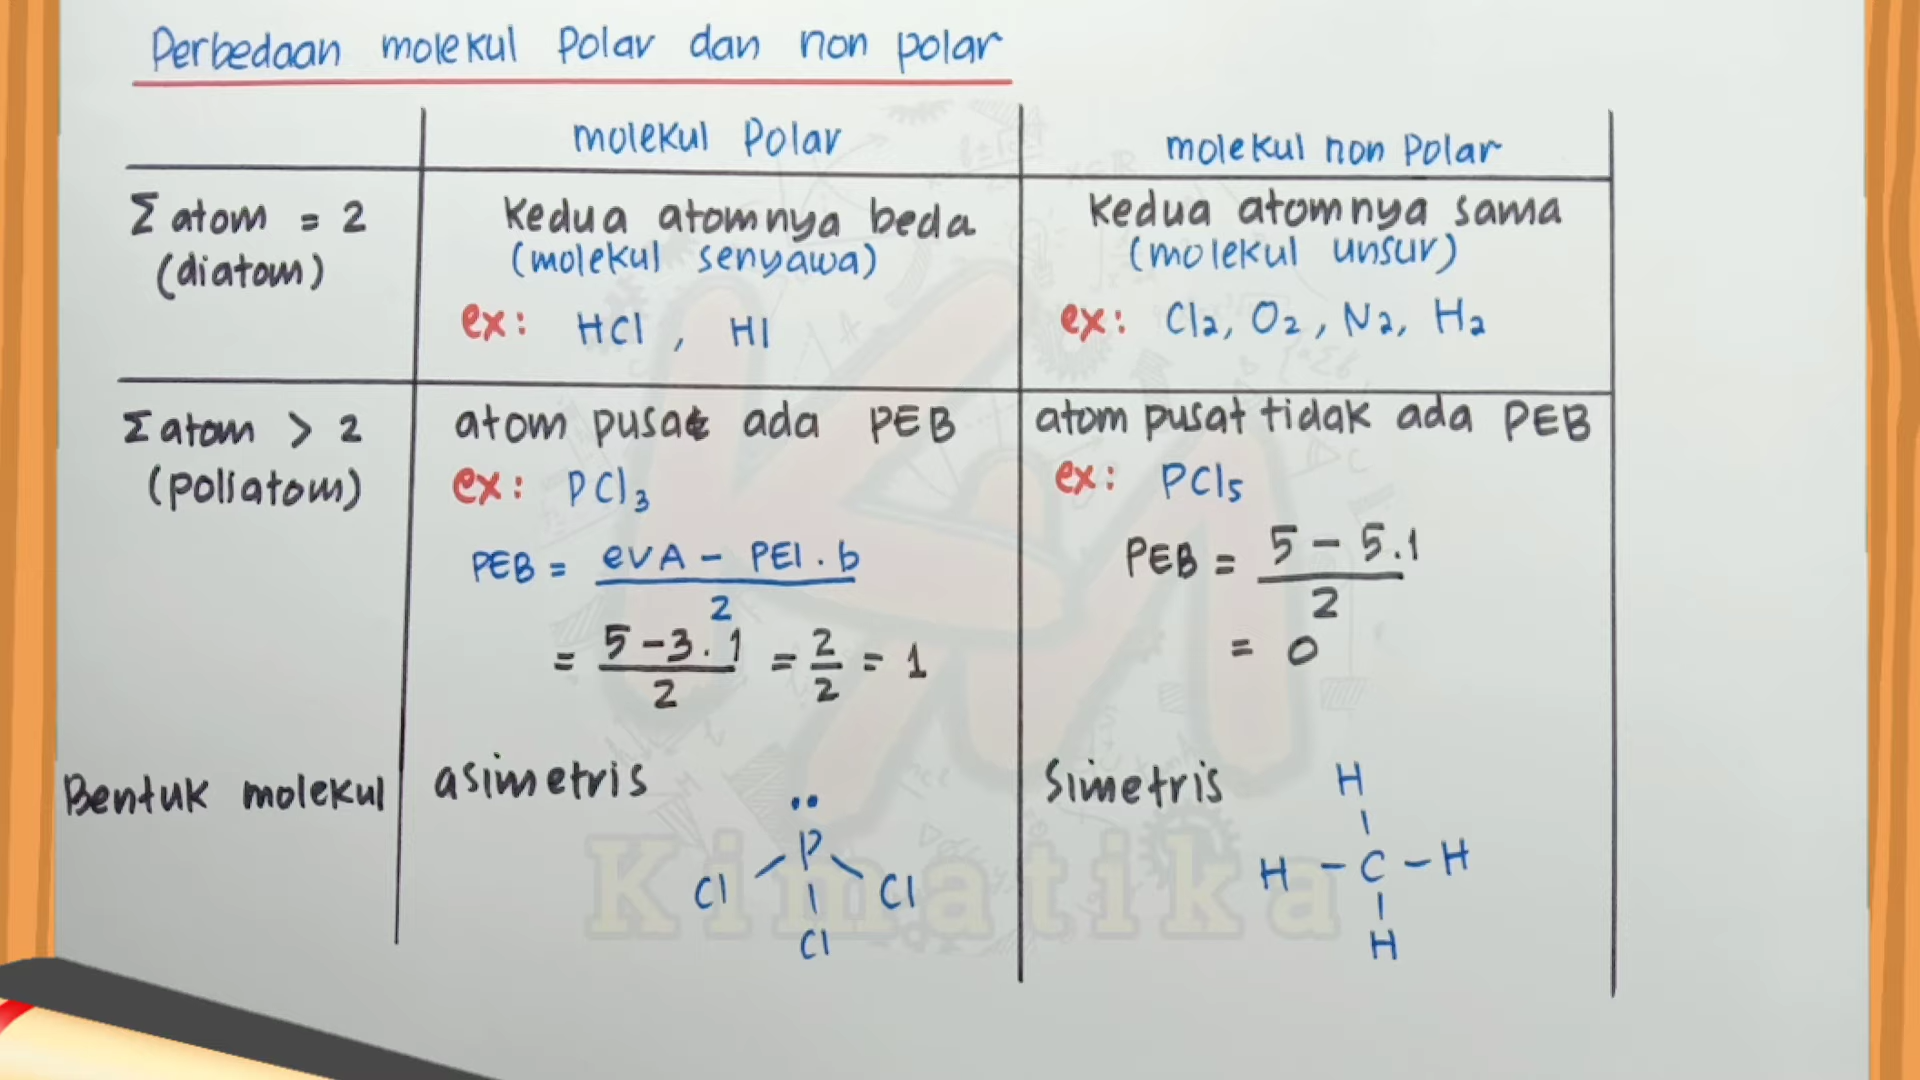 Perbedaan molekul Polar dan non polar
molekul Polar
molekul non Polar
Σ atom = 2
(diatom)
Kedua atomnya beda
(molekul senyawa)
ex: HCl , HI
Kedua atomnya sama
(molekul unsur)
ex: Cl₂, O₂, N₂, H₂
Σ atom > 2
(poliatom)
atom pusat ada PEB
ex: PCl₃
PEB = eVA - PEI . b
2
= 5 - 3 . 1 = 2 = 1
2 2
atom pusat tidak ada PEB
ex: PCl₅
PEB = 5 - 5 . 1
2
= 0
Bentuk molekul
asimetris
••
P
Cl Cl
Cl
Simetris
H
H - C - H
H
KM
Kimatika